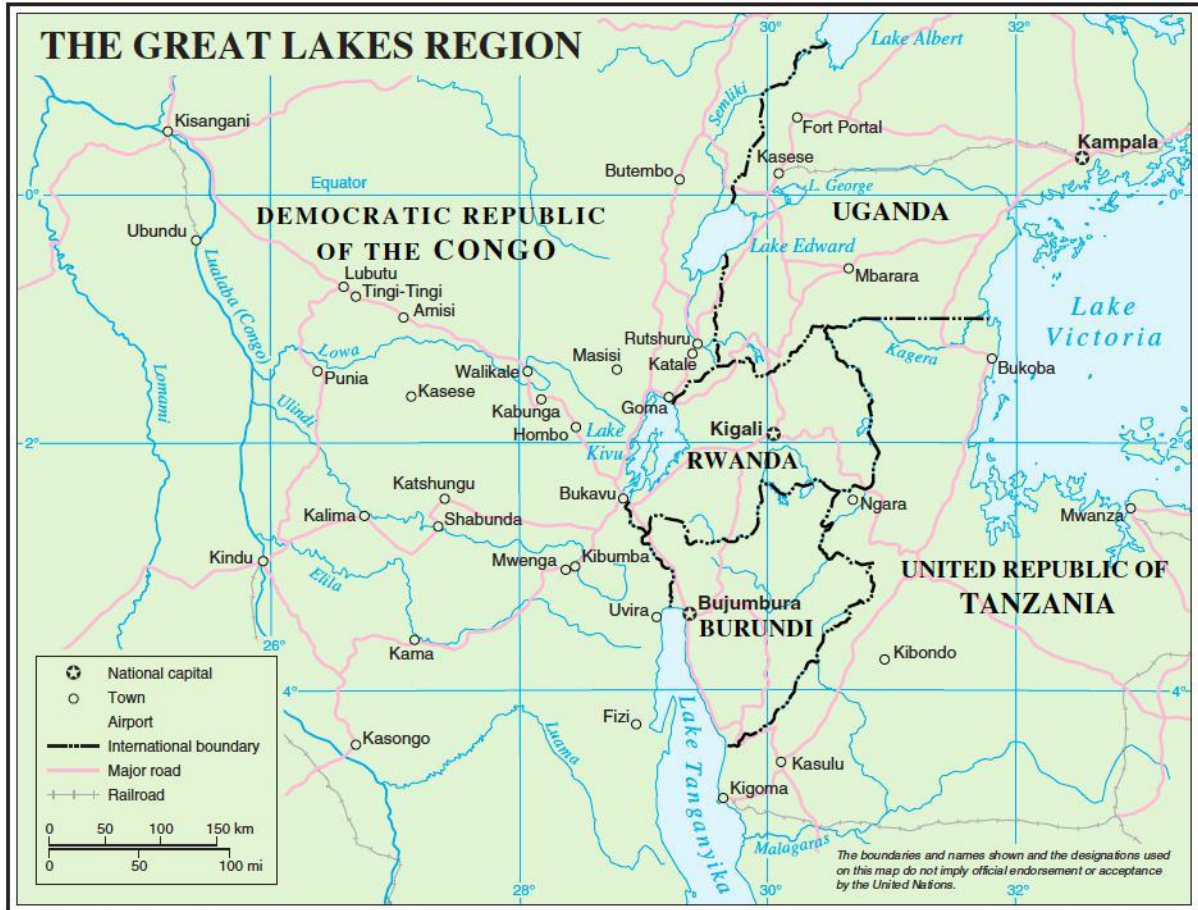 THE GREAT LAKES REGION
30°
32°
Lake Albert
Kisangani
Semliki
Fort Portal
Kampala
Butembo
Kasese
Equator
L. George
0°
0°
DEMOCRATIC REPUBLIC
OF THE CONGO
UGANDA
Ubundu
Lake Edward
Mbarara
Lualaba (Congo)
Lubutu
Tingi-Tingi
Amisi
Lake
Victoria
Lomami
Lowa
Rutshuru
Masisi
Katale
Kagera
Bukoba
Punia
Walikale
Kasese
Kabunga
Goma
Ulindi
Hombo
Lake
Kivu
Kigali
2°
2°
RWANDA
Katshungu
Bukavu
Ngara
Kalima
Shabunda
Mwanza
Kindu
Elila
Mwenga
Kibumba
UNITED REPUBLIC OF
TANZANIA
Uvira
Bujumbura
BURUNDI
26°
Kama
Kibondo
4°
4°
National capital
Town
Airport
International boundary
Major road
Railroad
0 50 100 150 km
0 50 100 mi
Fizi
Kasongo
Luama
Lake Tanganyika
Kasulu
Kigoma
Malagaras
28°
30°
32°
The boundaries and names shown and the designations used
on this map do not imply official endorsement or acceptance
by the United Nations.